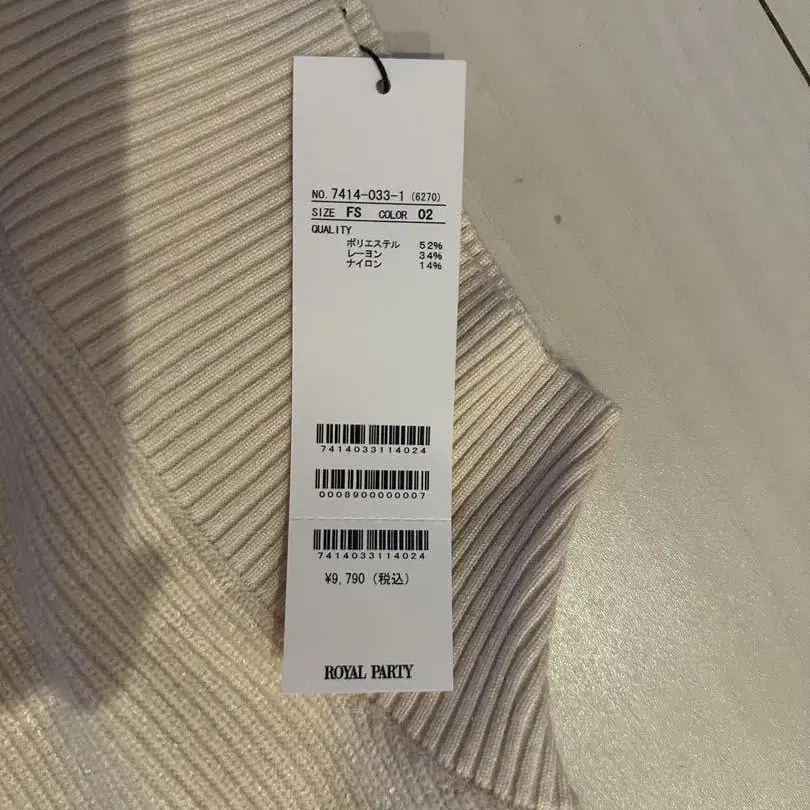 NO. 7414-033-1 (6270)
SIZE FS COLOR 02
QUALITY
ポリエステル 52%
レーヨン 34%
ナイロン 14%
7414033114024
0008900000007
7414033114024
¥9,790（税込）
ROYAL PARTY